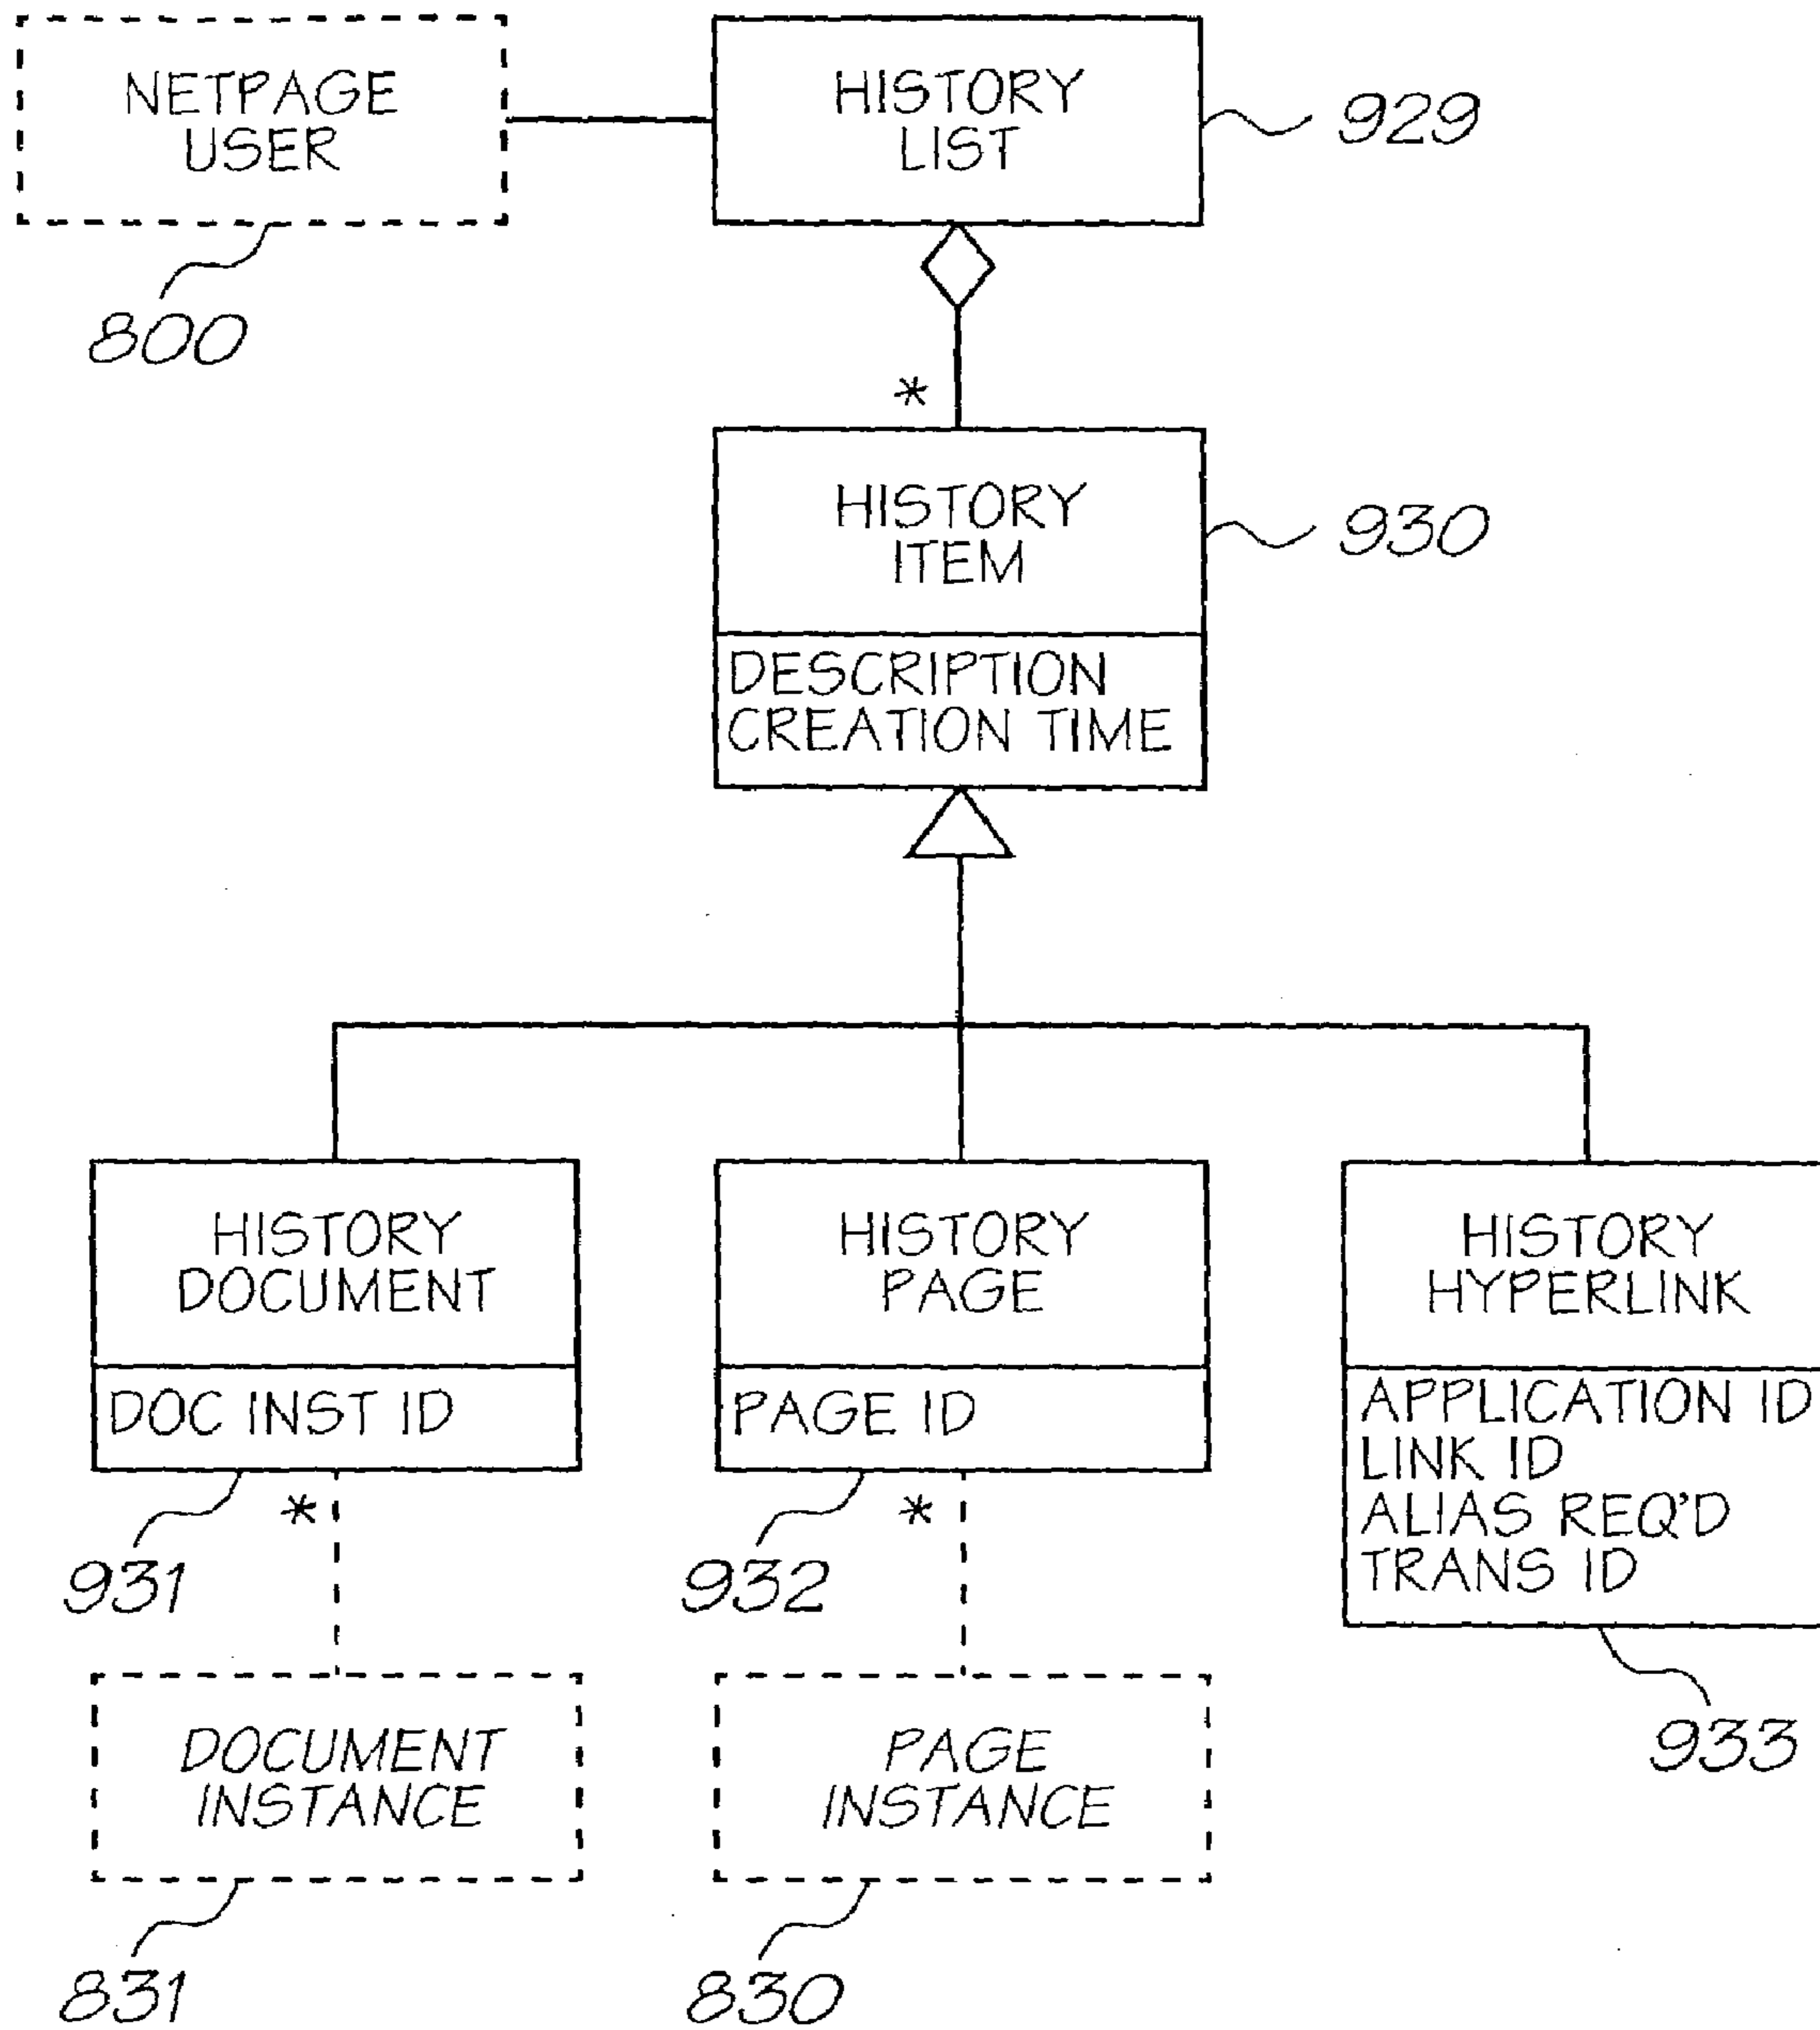 NETPAGE
USER
800
HISTORY
LIST
929
*
HISTORY
ITEM
930
DESCRIPTION
CREATION TIME
HISTORY
DOCUMENT
DOC INST ID
*
931
HISTORY
PAGE
PAGE ID
*
932
HISTORY
HYPERLINK
APPLICATION ID
LINK ID
ALIAS REQ'D
TRANS ID
933
DOCUMENT
INSTANCE
831
PAGE
INSTANCE
830